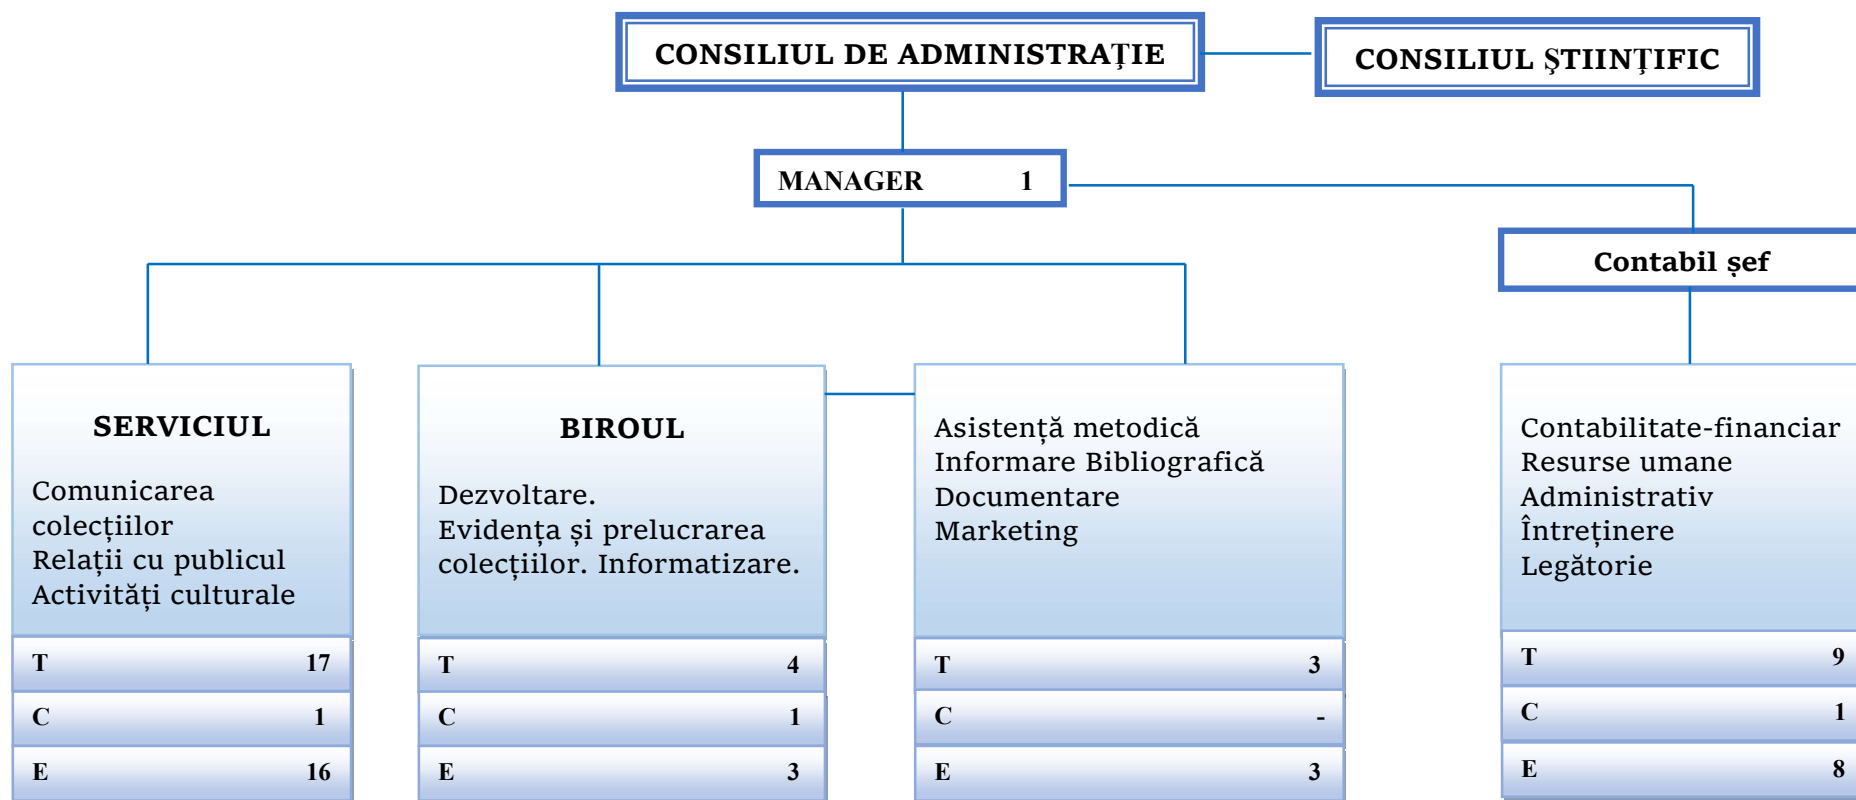 CONSILIUL DE ADMINISTRAŢIE
CONSILIUL ŞTIINŢIFIC
MANAGER 1
Contabil șef
SERVICIUL
Comunicarea
colecțiilor
Relații cu publicul
Activități culturale
T 17
C 1
E 16
BIROUL
Dezvoltare.
Evidența și prelucrarea
colecțiilor. Informatizare.
T 4
C 1
E 3
Asistență metodică
Informare Bibliografică
Documentare
Marketing
T 3
C -
E 3
Contabilitate-financiar
Resurse umane
Administrativ
Întreținere
Legătorie
T 9
C 1
E 8